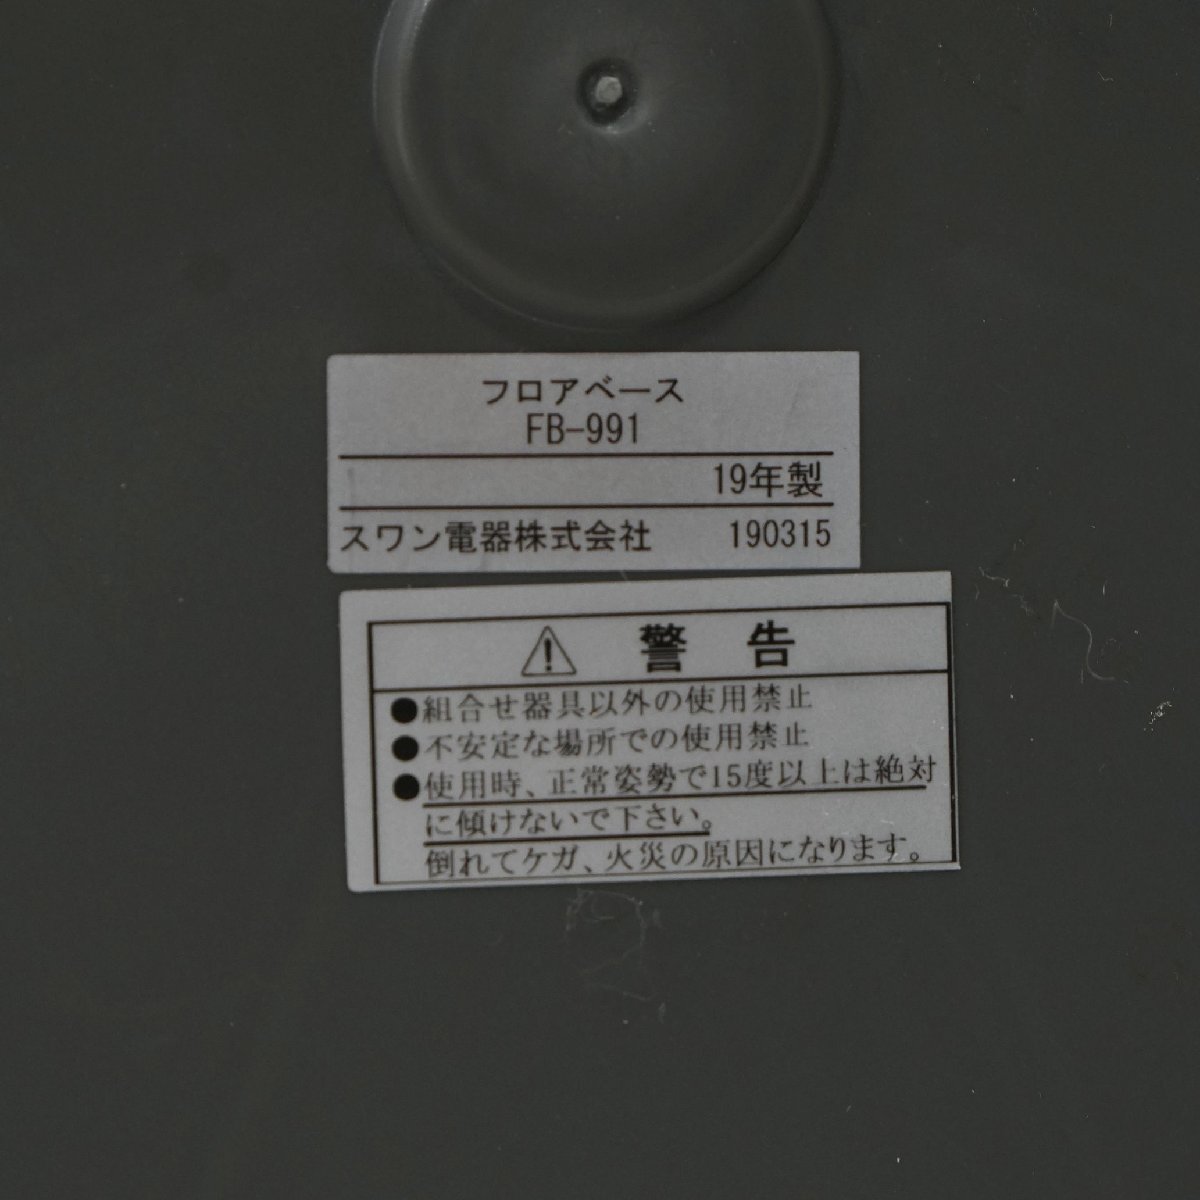 フロアベース
FB-991
19年製
スワン電器株式会社 190315
警 告
●組合せ器具以外の使用禁止
●不安定な場所での使用禁止
●使用時、正常姿勢で15度以上は絶対
に傾けないで下さい。
倒れてケガ、火災の原因になります。